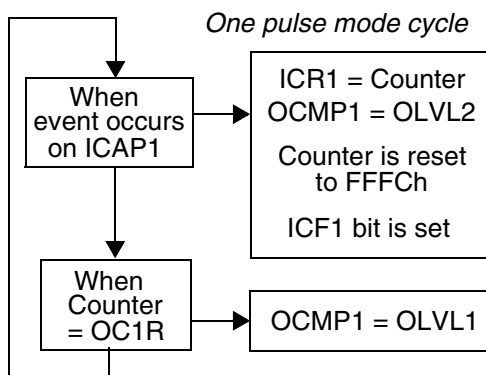 One pulse mode cycle
When
event occurs
on ICAP1
ICR1 = Counter
OCMP1 = OLVL2
Counter is reset
to FFFCh
ICF1 bit is set
When
Counter
= OC1R
OCMP1 = OLVL1